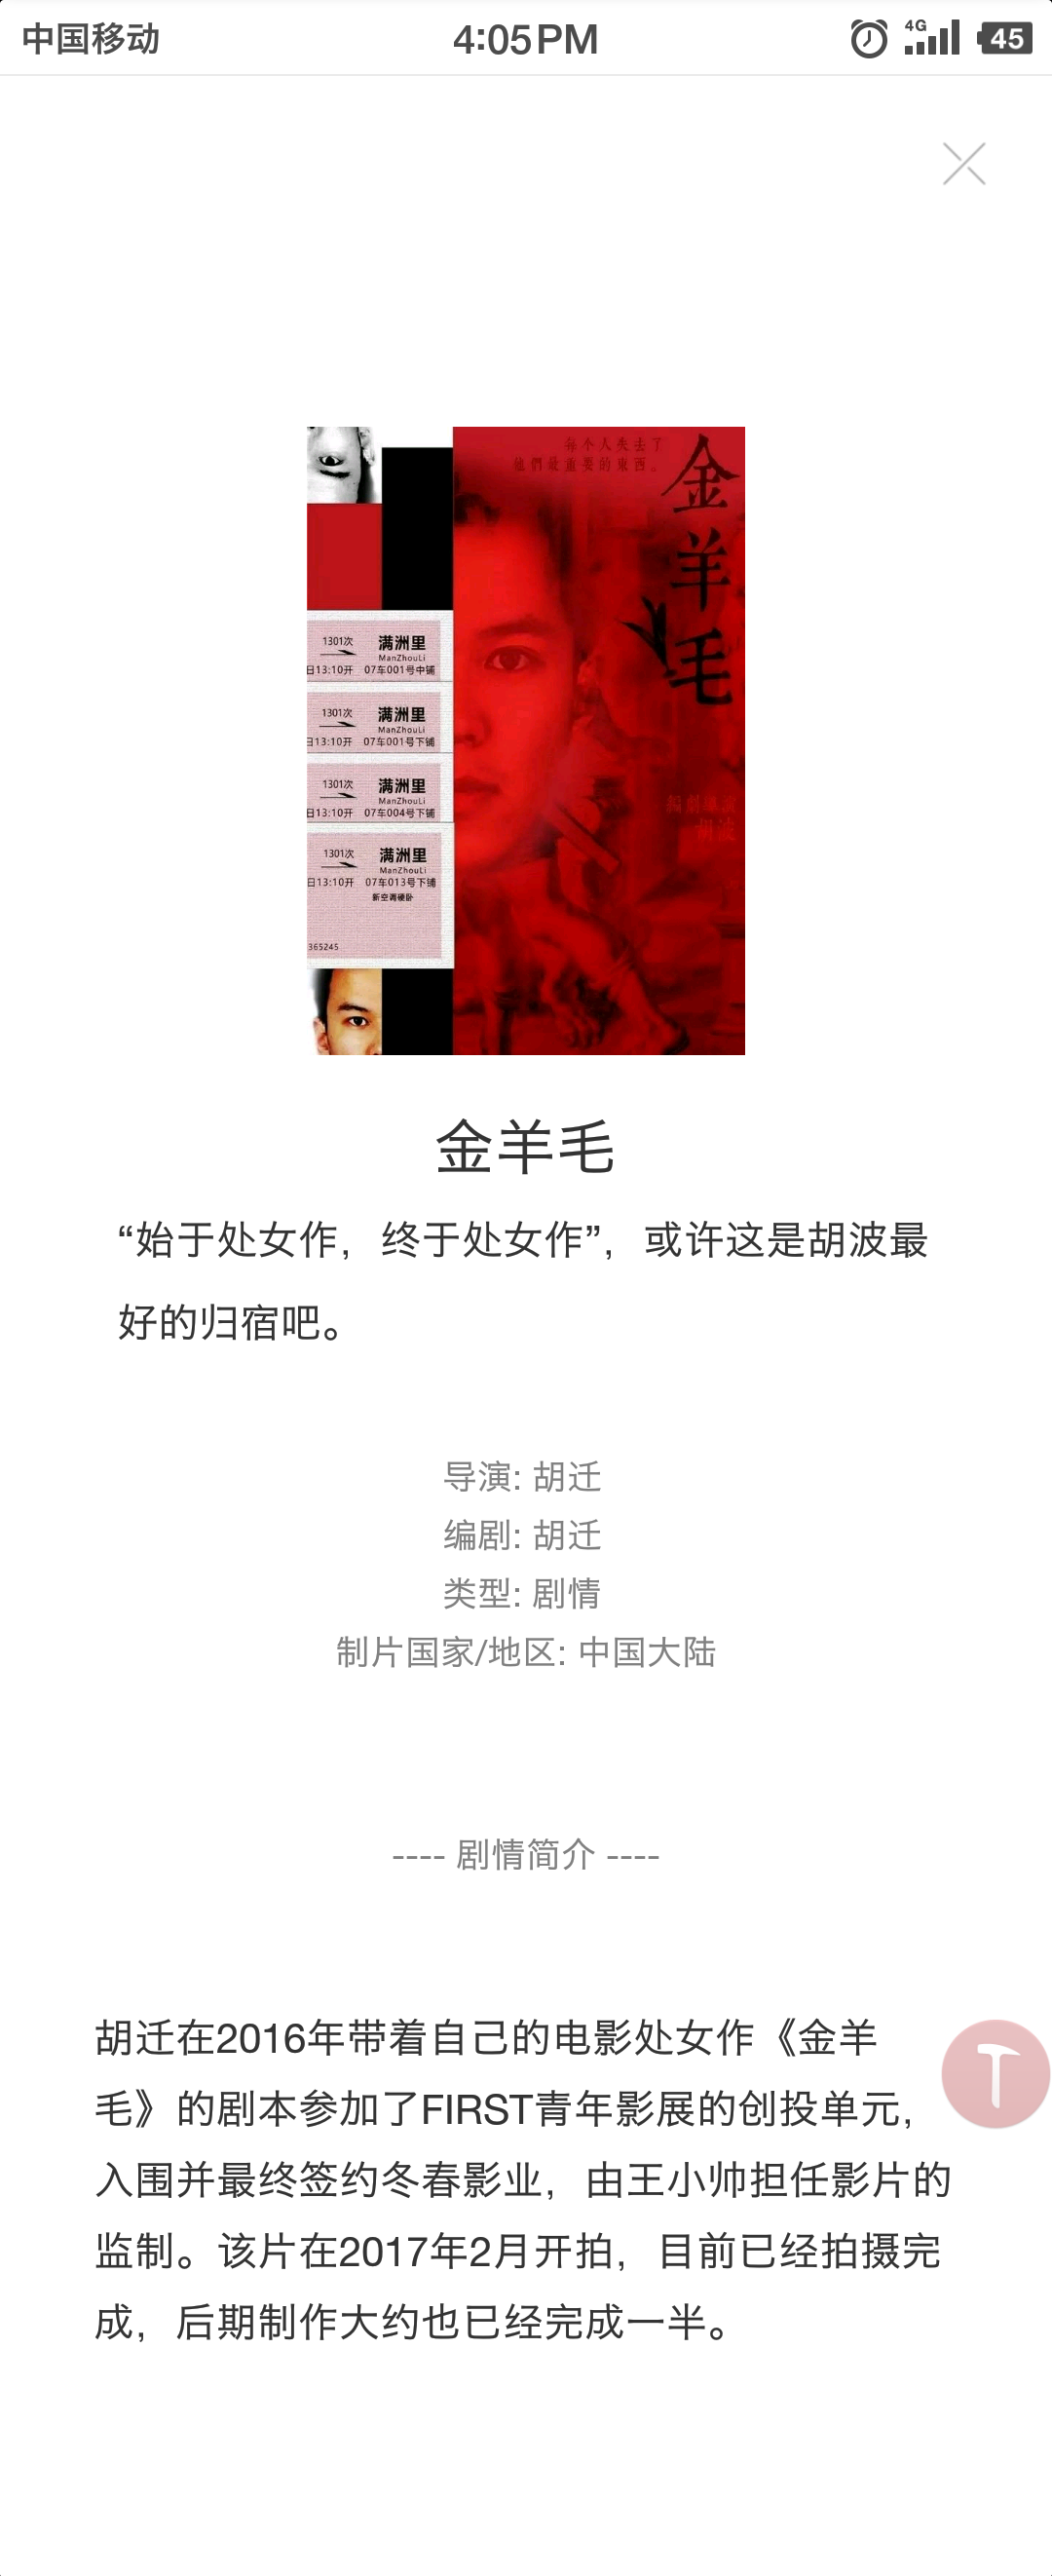 中国移动
4:05PM
4G
45
每个人失去了
他們最重要的東西。
金羊毛
1301次 满洲里
ManZhouLi
日13:10开 07车001号中铺
1301次 满洲里
ManZhouLi
日13:10开 07车001号下铺
1301次 满洲里
ManZhouLi
日13:10开 07车004号下铺
1301次 满洲里
ManZhouLi
日13:10开 07车013号下铺
新空调硬卧
365245
編劇導演
胡波
金羊毛
“始于处女作，终于处女作”，或许这是胡波最
好的归宿吧。
导演: 胡迁
编剧: 胡迁
类型: 剧情
制片国家/地区: 中国大陆
---- 剧情简介 ----
胡迁在2016年带着自己的电影处女作《金羊
毛》的剧本参加了FIRST青年影展的创投单元，
入围并最终签约冬春影业，由王小帅担任影片的
监制。该片在2017年2月开拍，目前已经拍摄完
成，后期制作大约也已经完成一半。